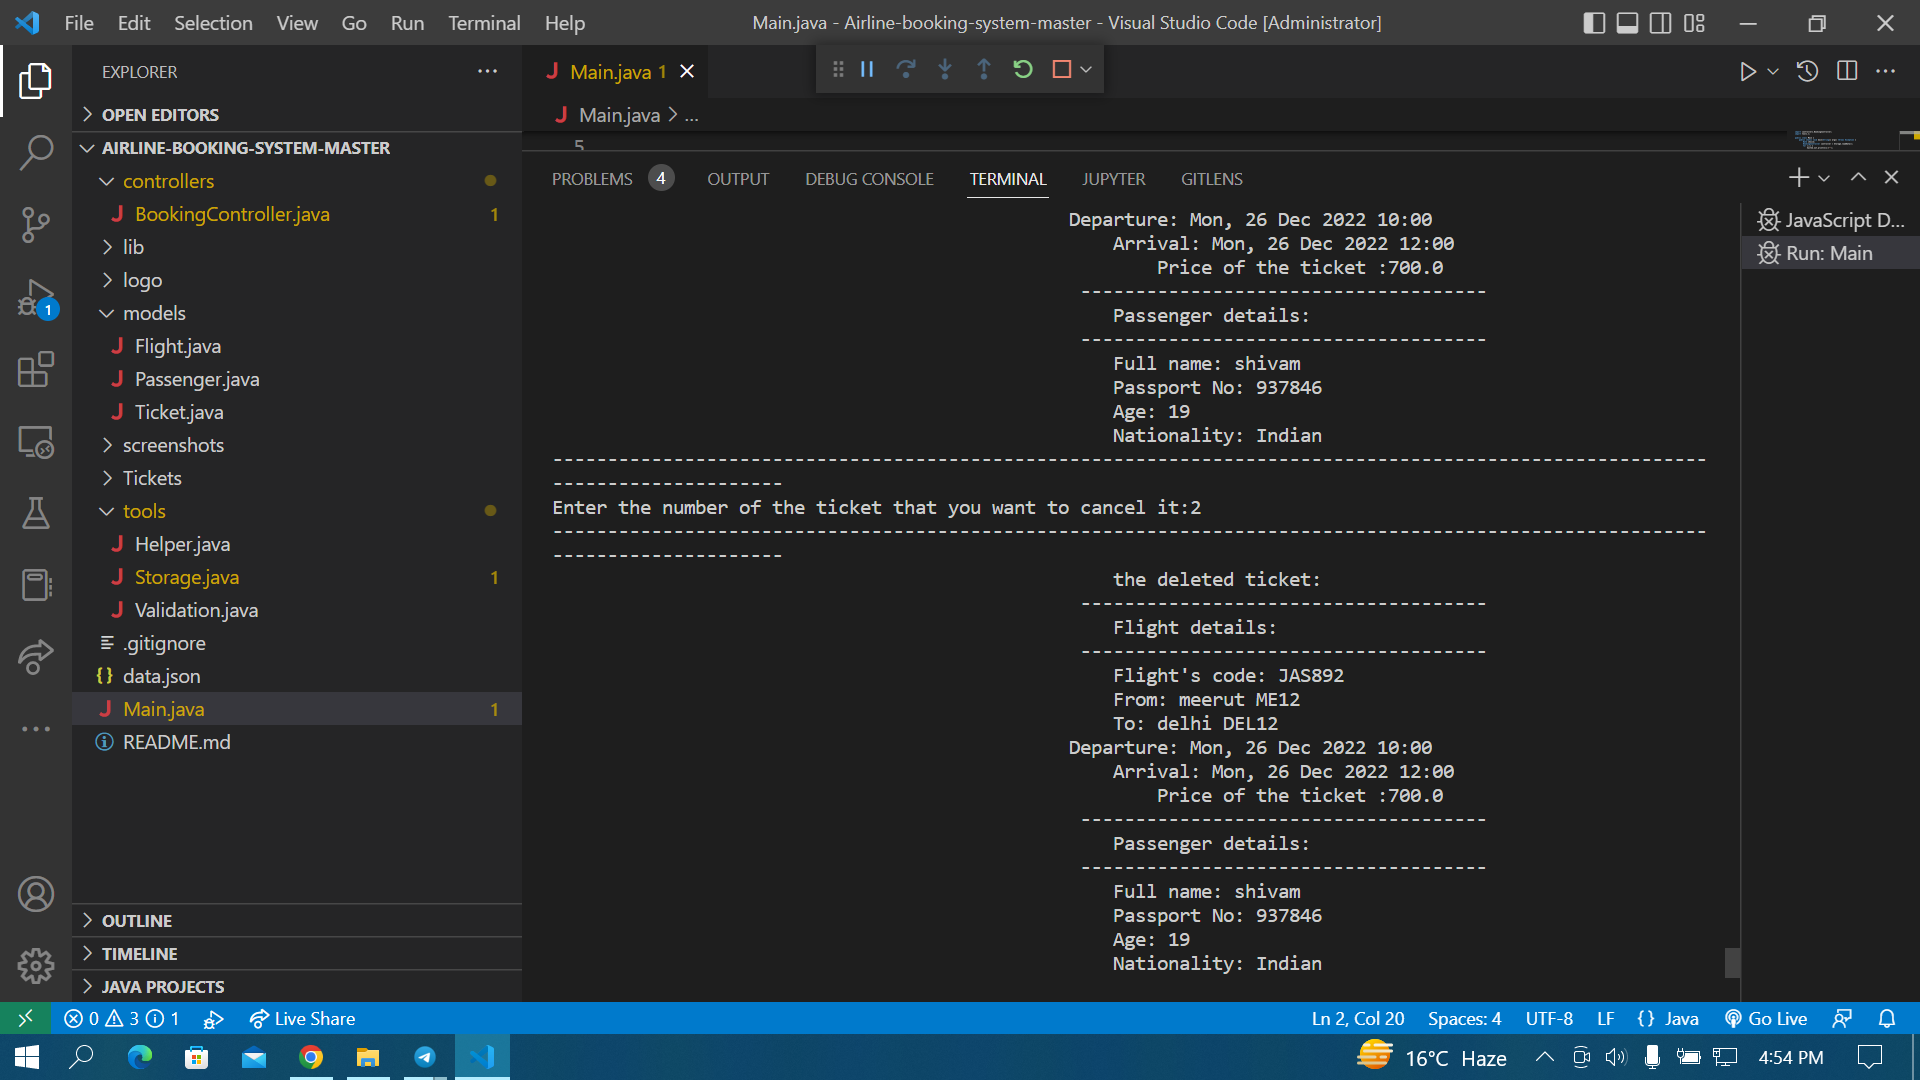 File Edit Selection View Go Run Terminal Help
Main.java - Airline-booking-system-master - Visual Studio Code [Administrator]
EXPLORER
Main.java 1
OPEN EDITORS
Main.java > ...
AIRLINE-BOOKING-SYSTEM-MASTER
5
controllers
BookingController.java 1
lib
logo
models
Flight.java
Passenger.java
Ticket.java
screenshots
Tickets
tools
Helper.java
Storage.java 1
Validation.java
.gitignore
{} data.json
Main.java 1
README.md
OUTLINE
TIMELINE
JAVA PROJECTS
1
PROBLEMS 4 OUTPUT DEBUG CONSOLE TERMINAL JUPYTER GITLENS
JavaScript D...
Run: Main
Departure: Mon, 26 Dec 2022 10:00
Arrival: Mon, 26 Dec 2022 12:00
Price of the ticket :700.0
-------------------------------------
Passenger details:
-------------------------------------
Full name: shivam
Passport No: 937846
Age: 19
Nationality: Indian
---------------------------------------------------------------------------------------------------------
---------------------
Enter the number of the ticket that you want to cancel it:2
---------------------------------------------------------------------------------------------------------
---------------------
the deleted ticket:
-------------------------------------
Flight details:
-------------------------------------
Flight's code: JAS892
From: meerut ME12
To: delhi DEL12
Departure: Mon, 26 Dec 2022 10:00
Arrival: Mon, 26 Dec 2022 12:00
Price of the ticket :700.0
-------------------------------------
Passenger details:
-------------------------------------
Full name: shivam
Passport No: 937846
Age: 19
Nationality: Indian
0 3 1 Live Share
Ln 2, Col 20 Spaces: 4 UTF-8 LF {} Java Go Live
16°C Haze 4:54 PM